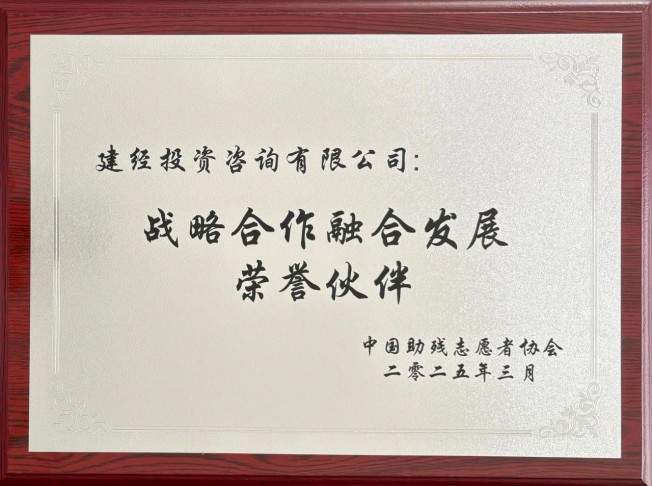 建经投资咨询有限公司:
战略合作融合发展
荣誉伙伴
中国助残志愿者协会
二零二五年三月